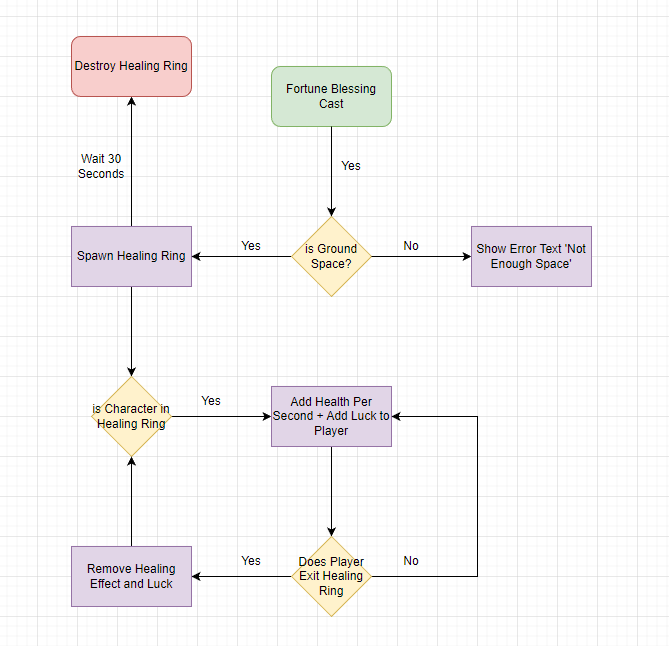 Destroy Healing Ring
Fortune Blessing
Cast
Wait 30
Seconds
Yes
Spawn Healing Ring
Yes
is Ground
Space?
No
Show Error Text 'Not
Enough Space'
is Character in
Healing Ring
Yes
Add Health Per
Second + Add Luck to
Player
Remove Healing
Effect and Luck
Yes
Does Player
Exit Healing
Ring
No